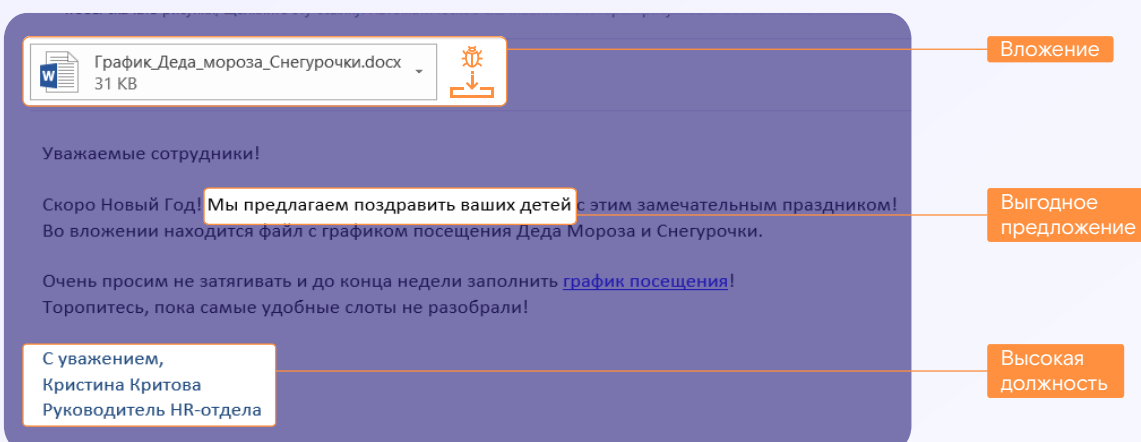 График_Деда_мороза_Снегурочки.docx
31 KB
Вложение
Уважаемые сотрудники!
Скоро Новый Год! Мы предлагаем поздравить ваших детей с этим замечательным праздником!
Во вложении находится файл с графиком посещения Деда Мороза и Снегурочки.
Выгодное
предложение
Очень просим не затягивать и до конца недели заполнить график посещения!
Торопитесь, пока самые удобные слоты не разобрали!
С уважением,
Кристина Критова
Руководитель HR-отдела
Высокая
должность